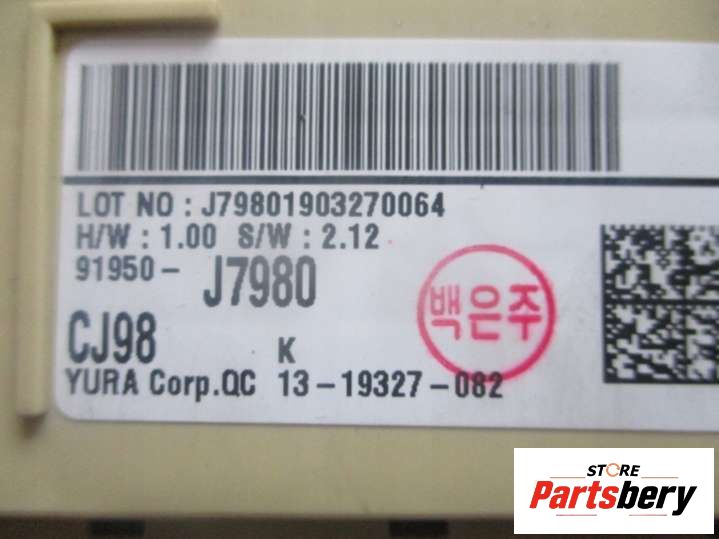 LOT NO : J79801903270064
H/W : 1.00 S/W : 2.12
91950- J7980
백은주
CJ98 K
YURA Corp.QC 13-19327-082
STORE
Partsbery